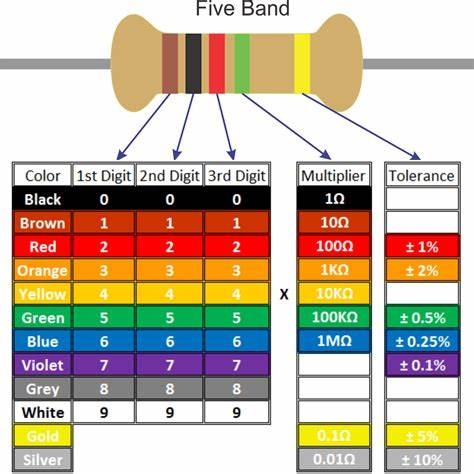 Five Band
Color 1st Digit 2nd Digit 3rd Digit Multiplier Tolerance
Black 0 0 0 1Ω
Brown 1 1 1 10Ω
Red 2 2 2 100Ω ± 1%
Orange 3 3 3 1KΩ ± 2%
Yellow 4 4 4 X 10KΩ
Green 5 5 5 100KΩ ± 0.5%
Blue 6 6 6 1MΩ ± 0.25%
Violet 7 7 7 ± 0.1%
Grey 8 8 8
White 9 9 9
Gold 0.1Ω ± 5%
Silver 0.01Ω ± 10%